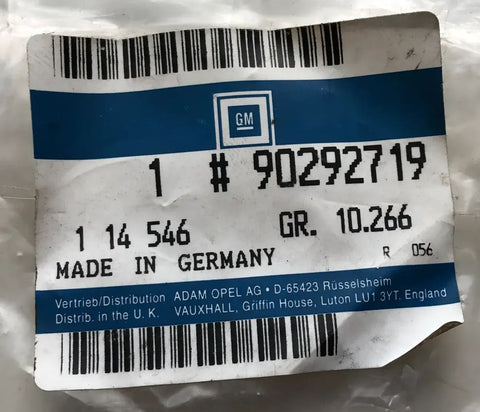 GM
1 # 90292719
1 14 546 GR. 10.266
MADE IN GERMANY R 056
Vertrieb/Distribution ADAM OPEL AG • D-65423 Rüsselsheim
Distrib. in the U. K. VAUXHALL, Griffin House, Luton LU1 3YT. England